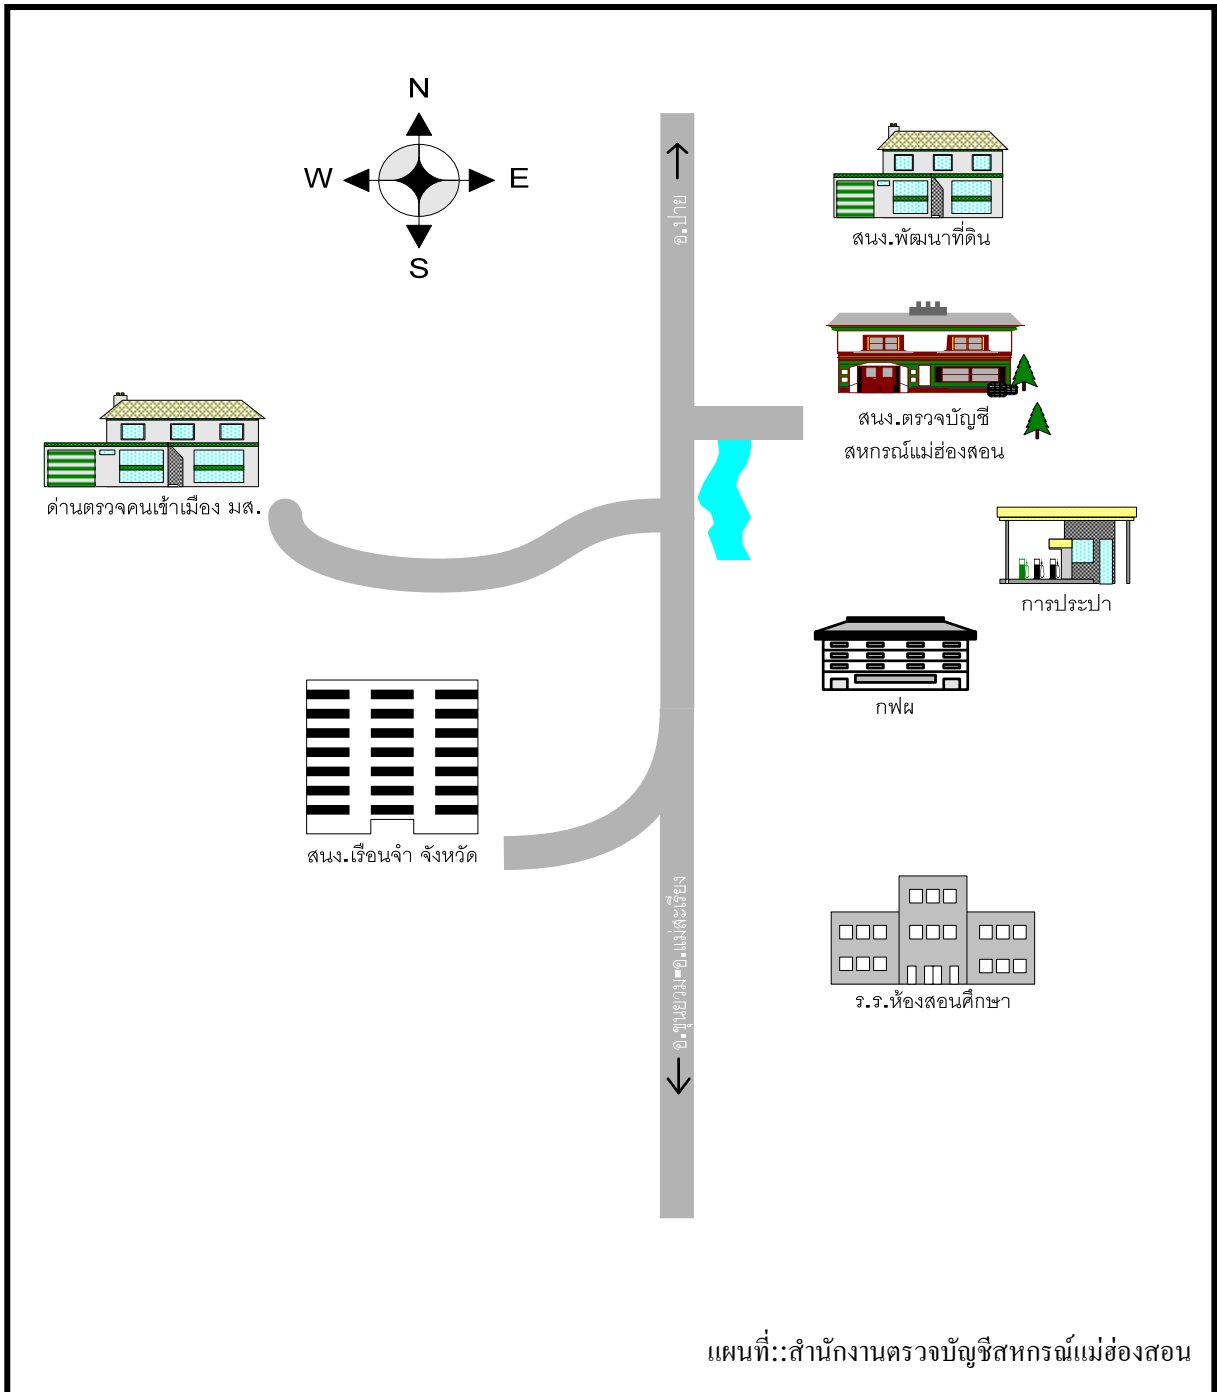 N
W E
S
อ.ปาย
สนง.พัฒนาที่ดิน
สนง.ตรวจบัญชี
สหกรณ์แม่ฮ่องสอน
ด่านตรวจคนเข้าเมือง มส.
การประปา
กฟผ
สนง.เรือนจำ จังหวัด
อ.ขุนยวม-อ.แม่สะเรียง
ร.ร.ห้องสอนศึกษา
แผนที่::สำนักงานตรวจบัญชีสหกรณ์แม่ฮ่องสอน